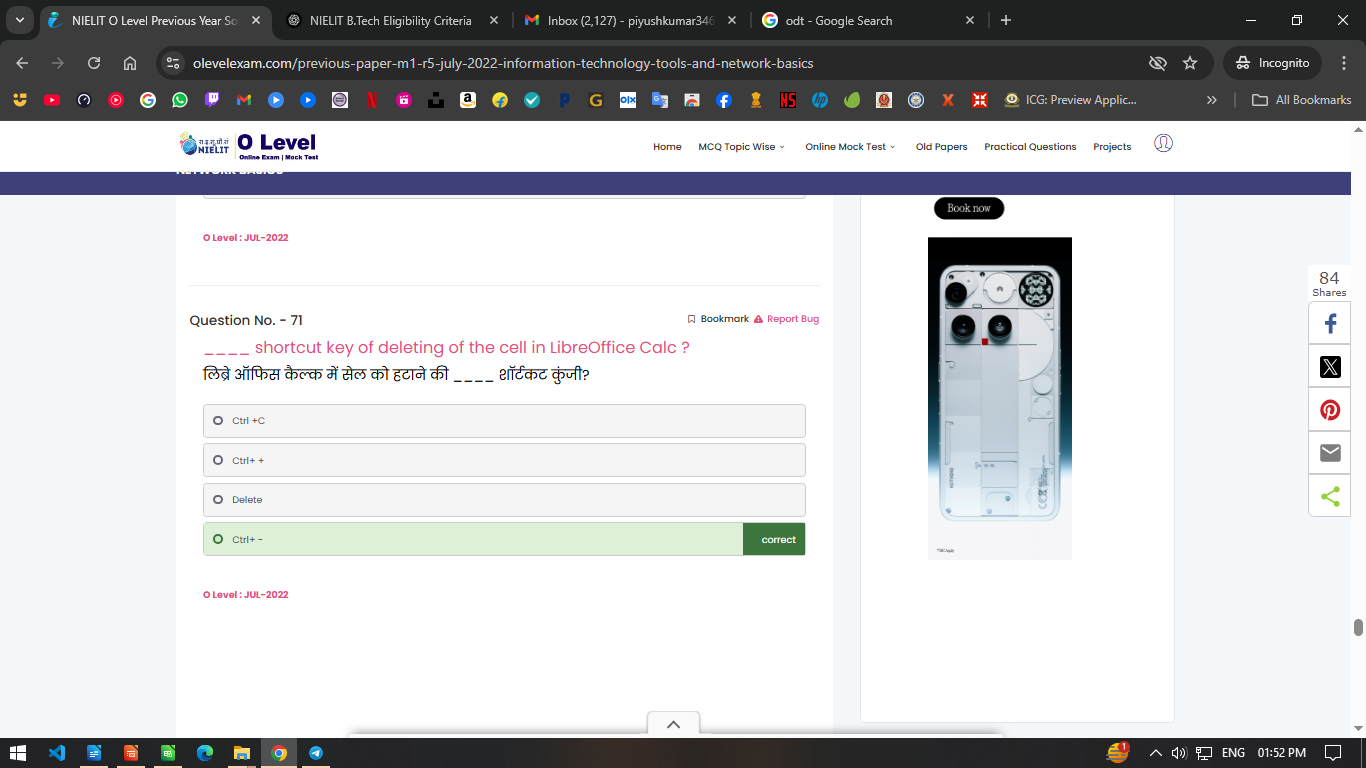 NIELIT O Level Previous Year So
NIELIT B.Tech Eligibility Criteria
Inbox (2,127) - piyushkumar346
odt - Google Search
olevelexam.com/previous-paper-m1-r5-july-2022-information-technology-tools-and-network-basics
Incognito
ICG: Preview Applic...
All Bookmarks
रा.इ.सू.प्रौ.सं
NIELIT
O Level
Online Exam | Mock Test
Home
MCQ Topic Wise
Online Mock Test
Old Papers
Practical Questions
Projects
NETWORK BASICS
Book now
O Level : JUL-2022
84
Shares
Question No. - 71
Bookmark
Report Bug
____ shortcut key of deleting of the cell in LibreOffice Calc ?
लिब्रे ऑफिस कैल्क में सेल को हटाने की ____ शॉर्टकट कुंजी?
Ctrl +C
Ctrl+ +
Delete
Ctrl+ -
correct
O Level : JUL-2022
ENG
01:52 PM